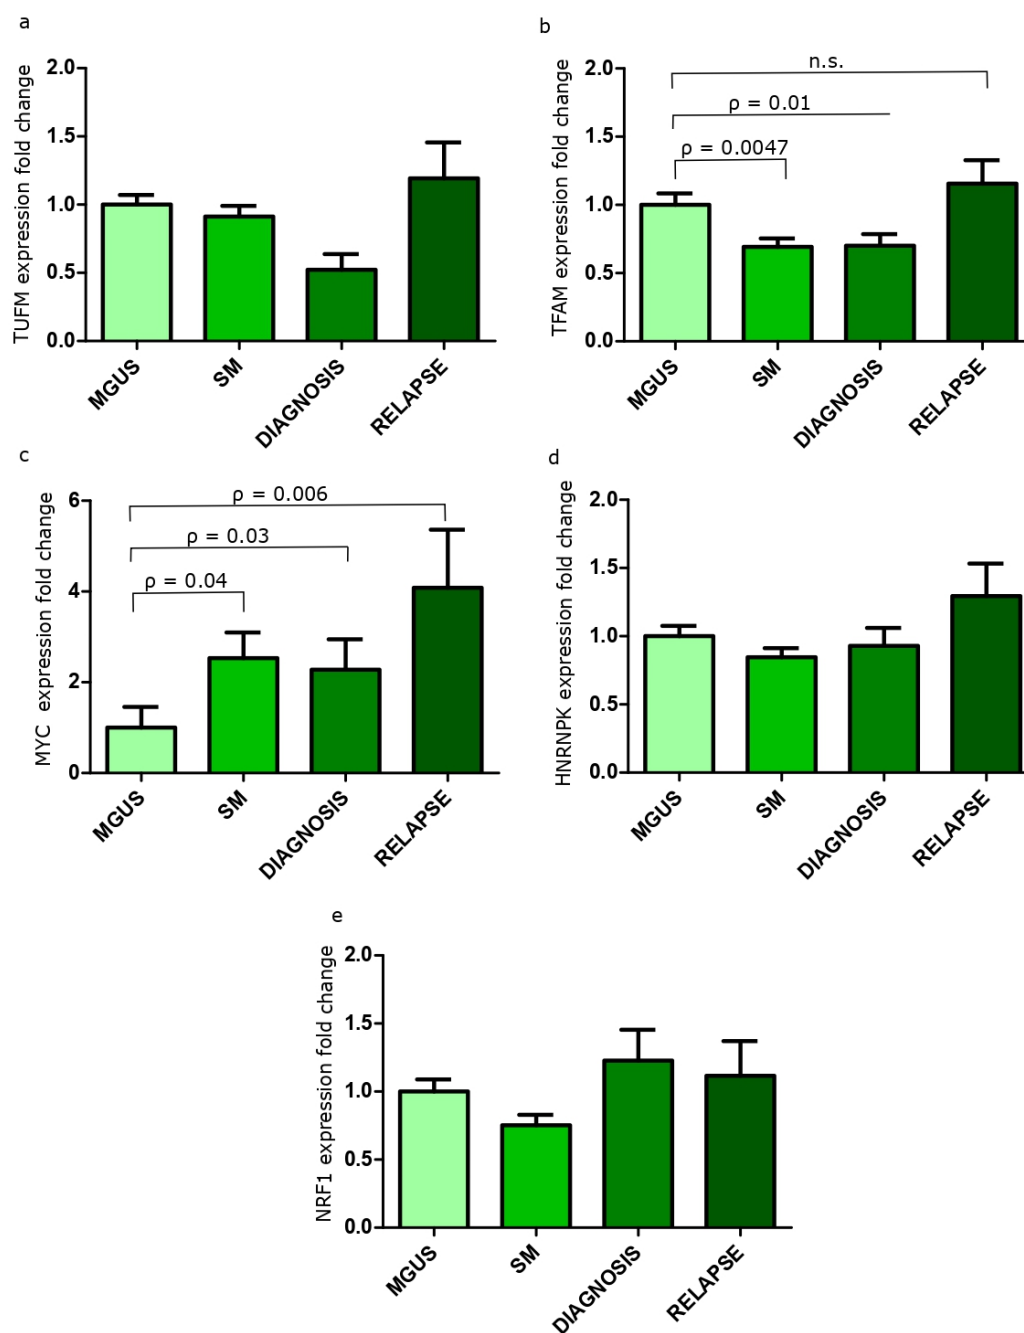 a
TUFM expression fold change
2.0
1.5
1.0
0.5
0.0
MGUS
SM
DIAGNOSIS
RELAPSE
b
TFAM expression fold change
2.0
1.5
1.0
0.5
0.0
n.s.
ρ = 0.01
ρ = 0.0047
MGUS
SM
DIAGNOSIS
RELAPSE
c
MYC expression fold change
6
4
2
0
ρ = 0.006
ρ = 0.03
ρ = 0.04
MGUS
SM
DIAGNOSIS
RELAPSE
d
HNRNPK expression fold change
2.0
1.5
1.0
0.5
0.0
MGUS
SM
DIAGNOSIS
RELAPSE
e
NRF1 expression fold change
2.0
1.5
1.0
0.5
0.0
MGUS
SM
DIAGNOSIS
RELAPSE